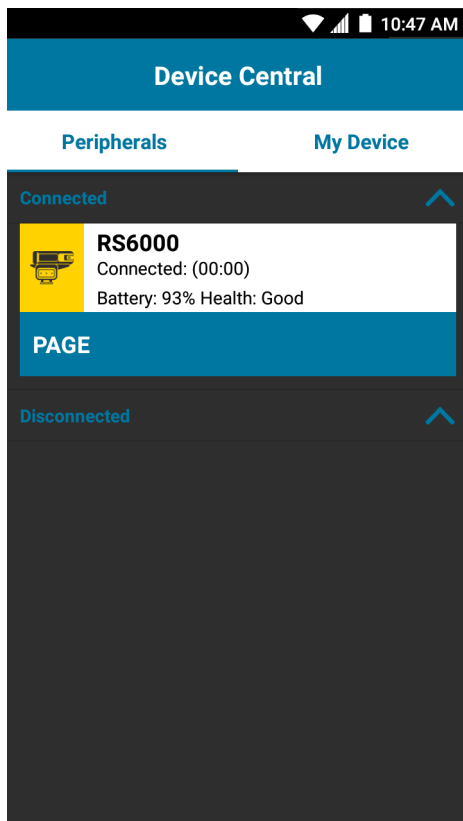 10:47 AM
Device Central
Peripherals My Device
Connected
RS6000
Connected: (00:00)
Battery: 93% Health: Good
PAGE
Disconnected